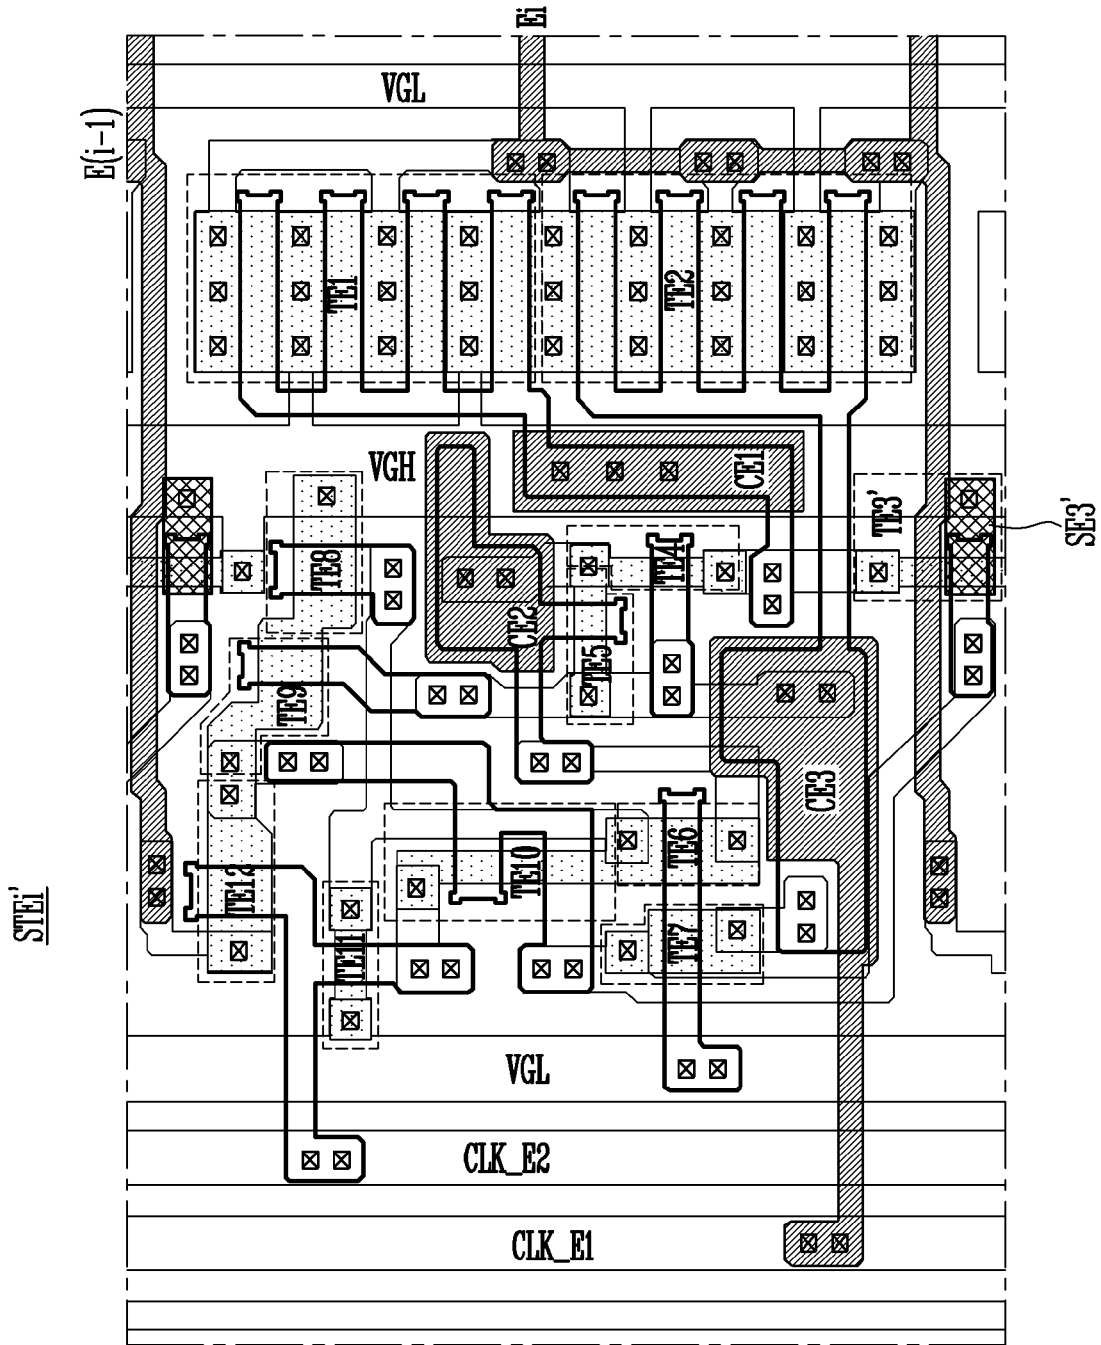 Ei
E(i-1)
VGL
TE1
TE2
VGH
CE1
TE3'
SE3'
TE8
TE4
CE2
TE5
TE9
CE3
TE6
TE10
TE12
TE7
TE11
STEi'
VGL
CLK_E2
CLK_E1